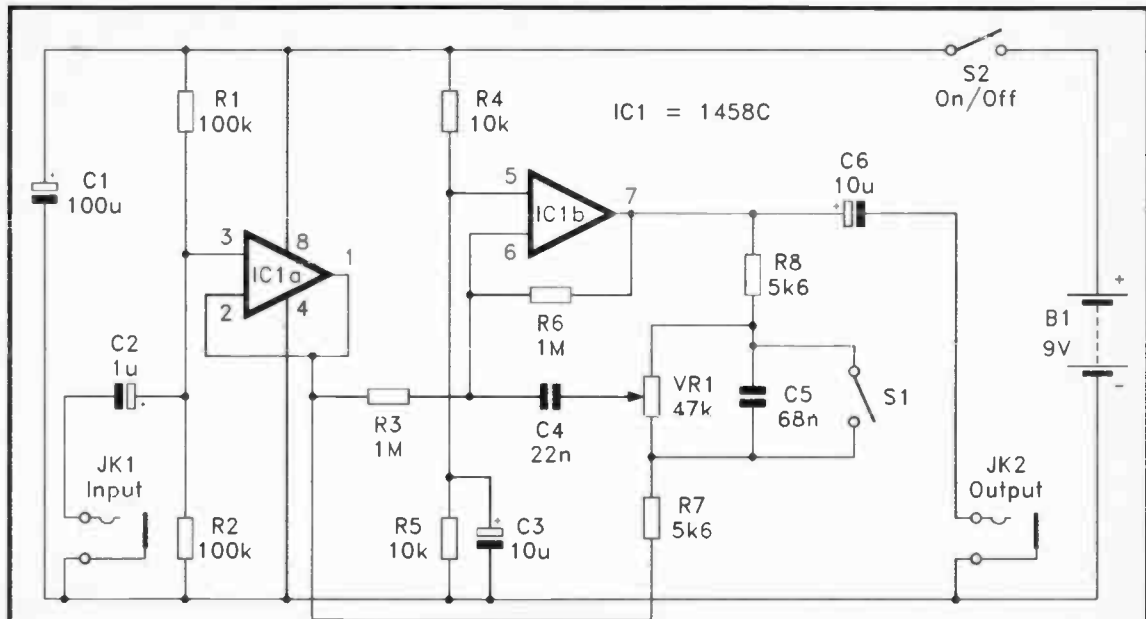 S2
On/Off
R1
100k
R4
10k
IC1 = 1458C
C1
100u
+
C6
10u
+
5
7
IC1b
6
3
8
1
IC1a
2
4
R8
5k6
+
B1
9V
-
R6
1M
C2
1u
+
VR1
47k
C5
68n
S1
R3
1M
C4
22n
JK1
Input
JK2
Output
R2
100k
R5
10k
+
C3
10u
R7
5k6